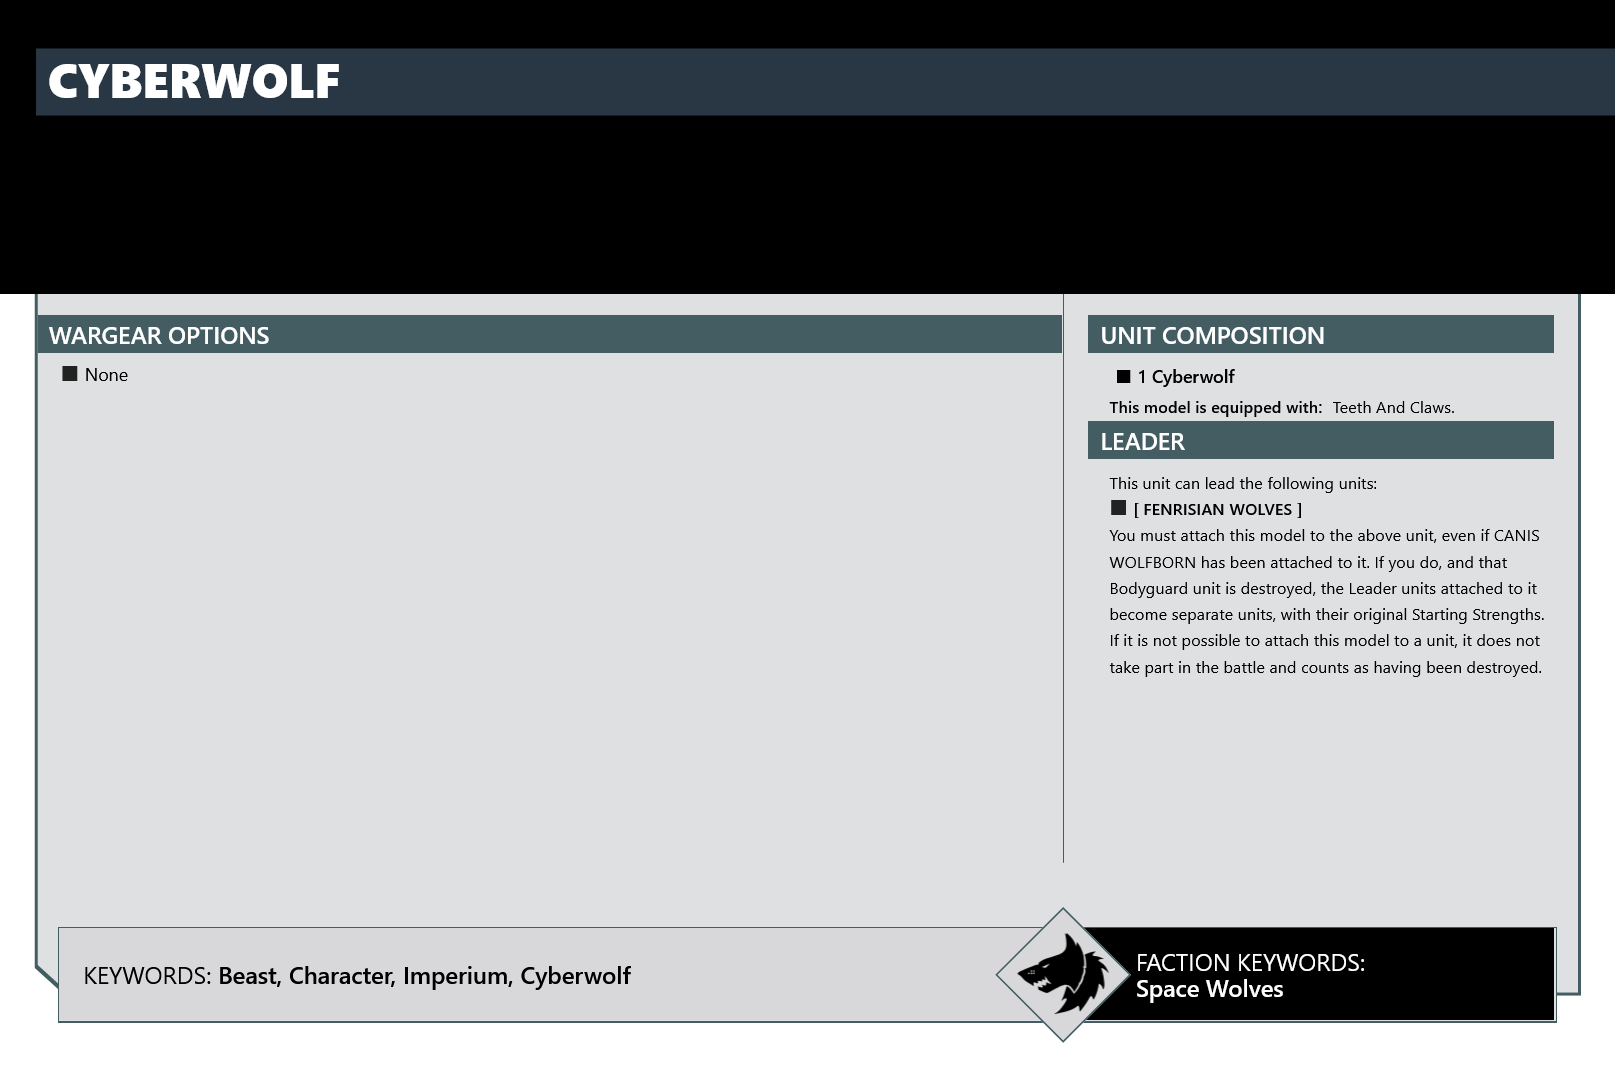 CYBERWOLF
WARGEAR OPTIONS
■ None
UNIT COMPOSITION
■ 1 Cyberwolf
This model is equipped with: Teeth And Claws.
LEADER
This unit can lead the following units:
■ [ FENRISIAN WOLVES ]
You must attach this model to the above unit, even if CANIS
WOLFBORN has been attached to it. If you do, and that
Bodyguard unit is destroyed, the Leader units attached to it
become separate units, with their original Starting Strengths.
If it is not possible to attach this model to a unit, it does not
take part in the battle and counts as having been destroyed.
KEYWORDS: Beast, Character, Imperium, Cyberwolf
FACTION KEYWORDS:
Space Wolves